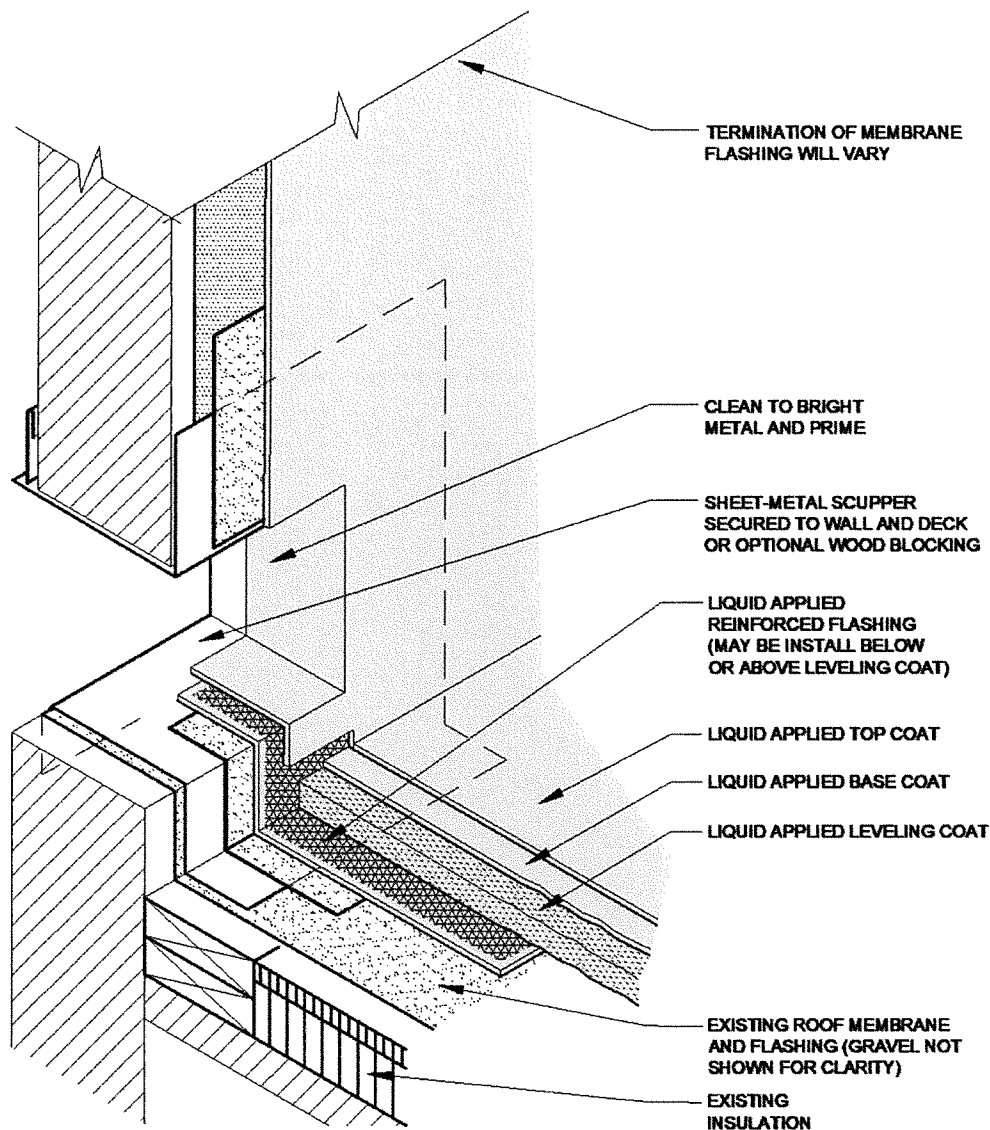 TERMINATION OF MEMBRANE
FLASHING WILL VARY
CLEAN TO BRIGHT
METAL AND PRIME
SHEET-METAL SCUPPER
SECURED TO WALL AND DECK
OR OPTIONAL WOOD BLOCKING
LIQUID APPLIED
REINFORCED FLASHING
(MAY BE INSTALL BELOW
OR ABOVE LEVELING COAT)
LIQUID APPLIED TOP COAT
LIQUID APPLIED BASE COAT
LIQUID APPLIED LEVELING COAT
EXISTING ROOF MEMBRANE
AND FLASHING (GRAVEL NOT
SHOWN FOR CLARITY)
EXISTING
INSULATION